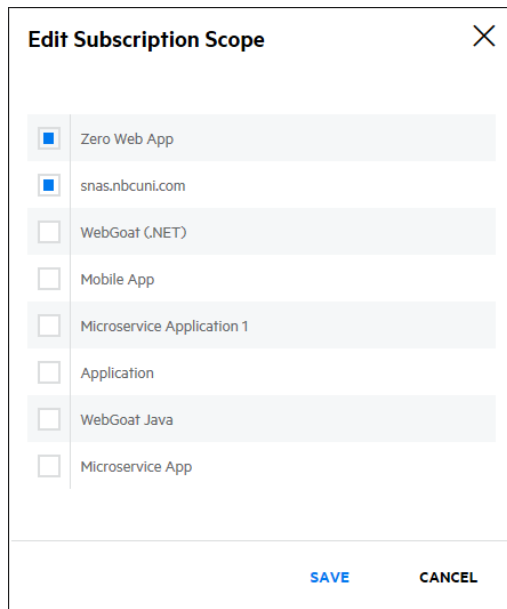 Edit Subscription Scope
Zero Web App
snas.nbcuni.com
WebGoat (.NET)
Mobile App
Microservice Application 1
Application
WebGoat Java
Microservice App
SAVE CANCEL